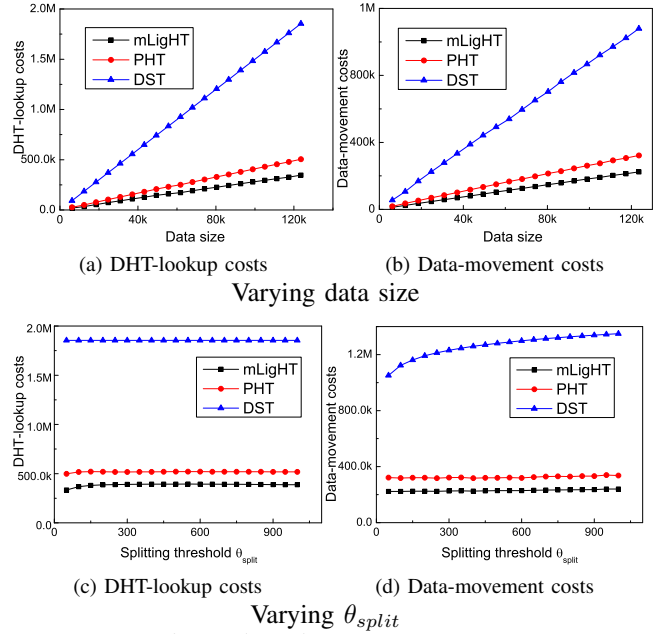 2.0M
1.5M
1.0M
500.0k
0.0
DHT-lookup costs
mLigHT
PHT
DST
0 40k 80k 120k
Data size
(a) DHT-lookup costs
1M
800k
400k
0
Data-movement costs
mLigHT
PHT
DST
0 40k 80k 120k
Data size
(b) Data-movement costs
Varying data size
2.0M
1.5M
1.0M
500.0k
0.0
DHT-lookup costs
mLigHT
PHT
DST
300 600 900
Splitting threshold θsplit
(c) DHT-lookup costs
1.2M
800.0k
400.0k
0.0
Data-movement costs
mLigHT
PHT
DST
0 300 600 900
Splitting threshold θsplit
(d) Data-movement costs
Varying θsplit